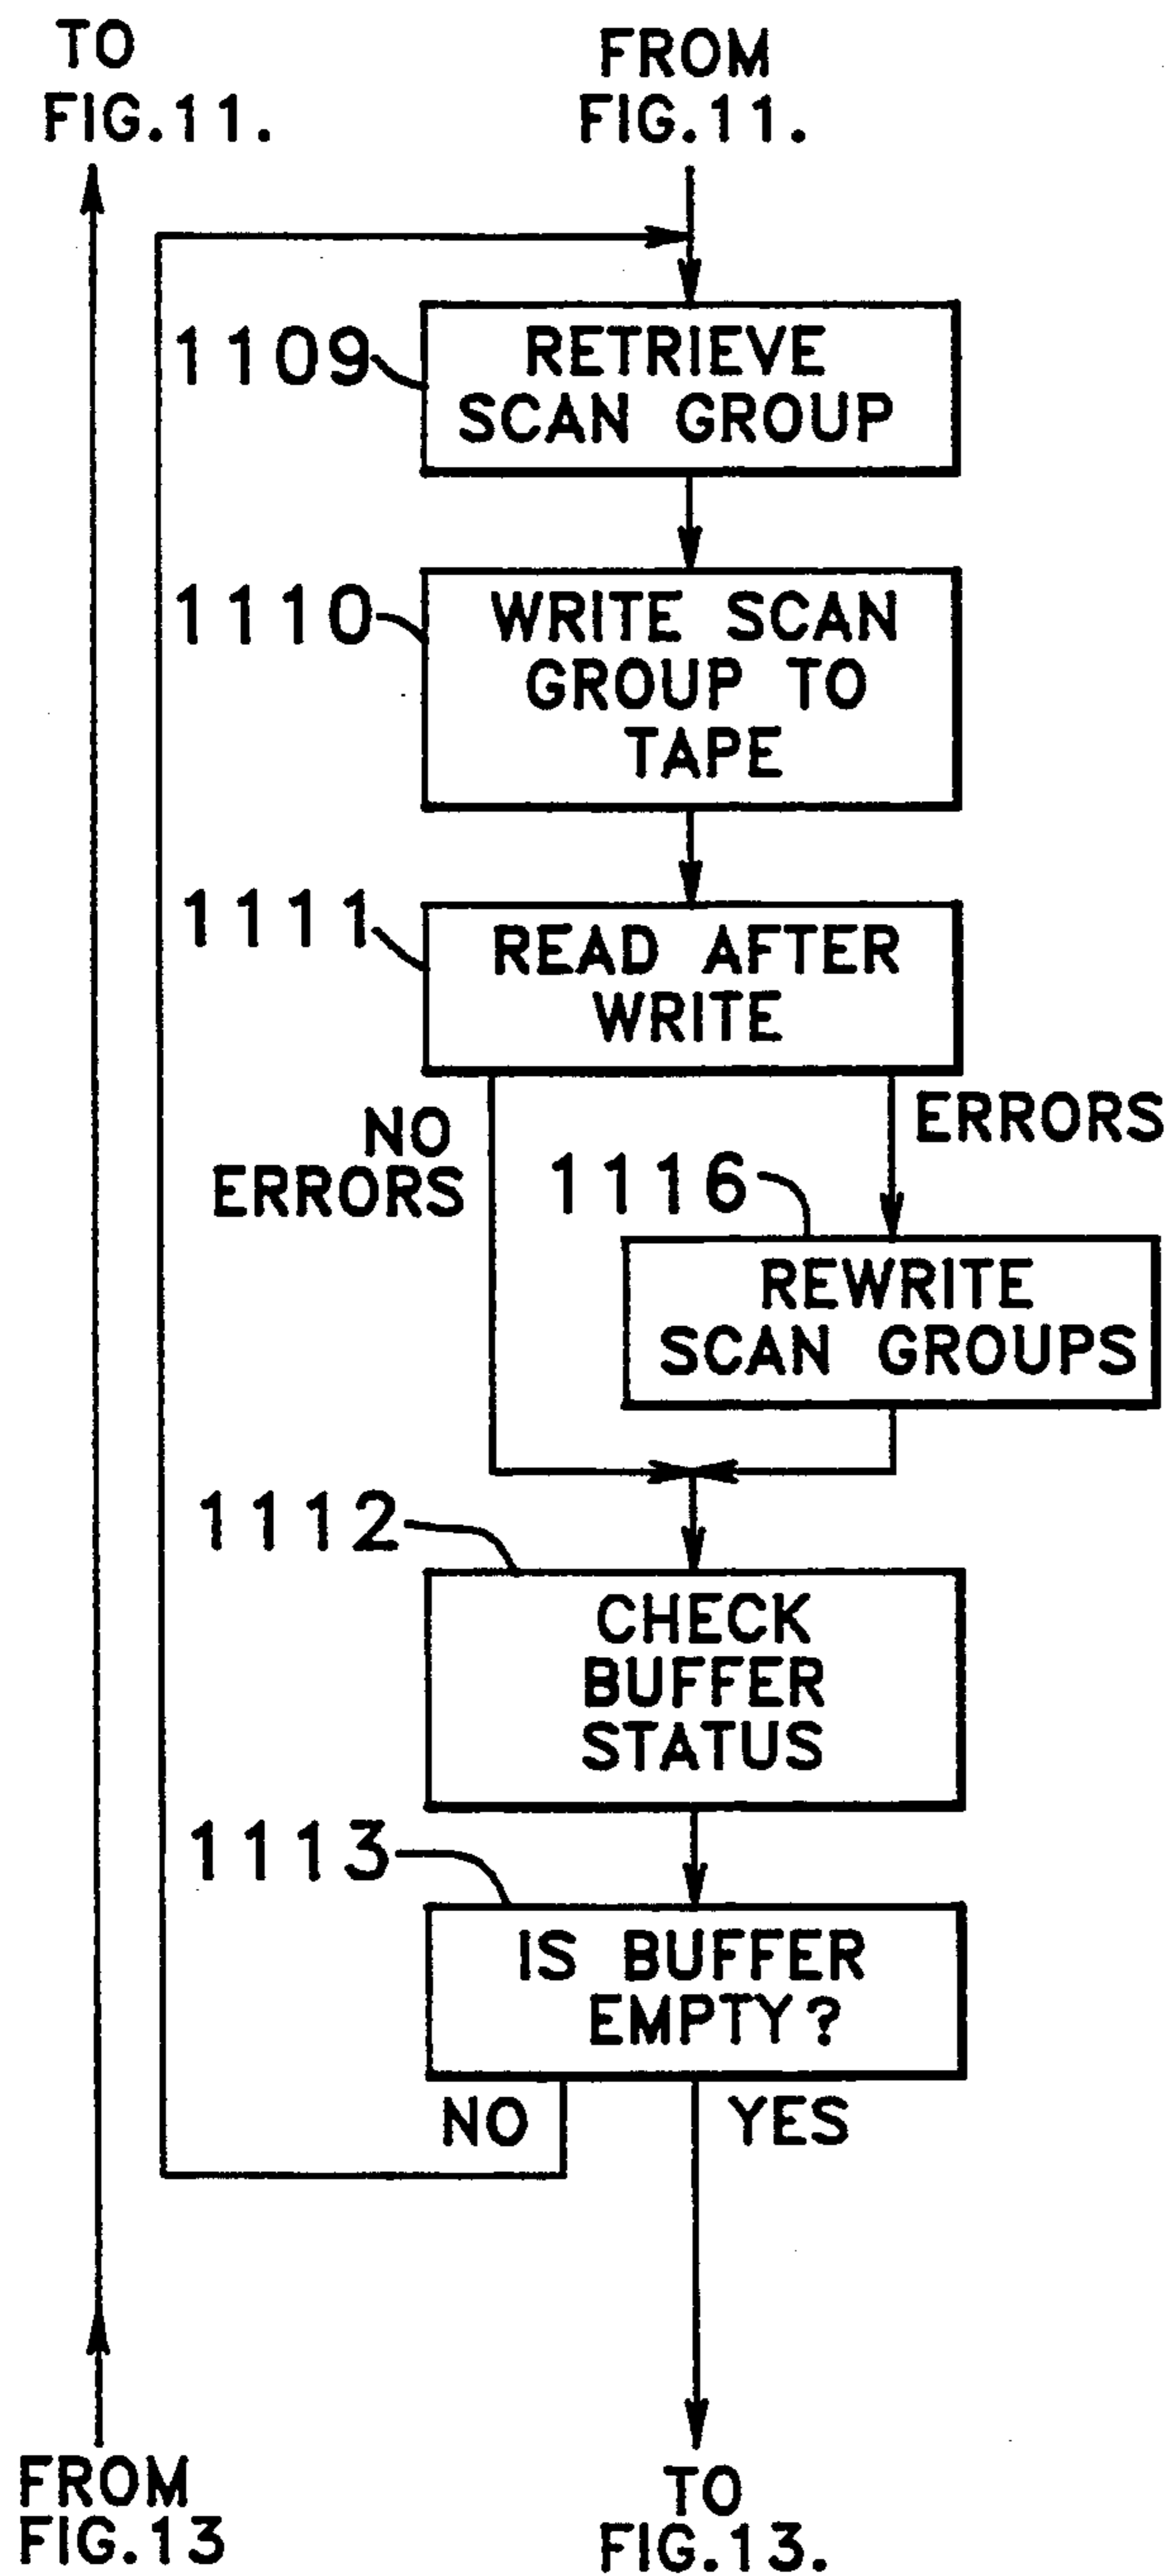 TO
FIG.11.
FROM
FIG.11.
1109
RETRIEVE
SCAN GROUP
1110
WRITE SCAN
GROUP TO
TAPE
1111
READ AFTER
WRITE
NO
ERRORS
ERRORS
1116
REWRITE
SCAN GROUPS
1112
CHECK
BUFFER
STATUS
1113
IS BUFFER
EMPTY?
NO
YES
FROM
FIG.13
TO
FIG.13.